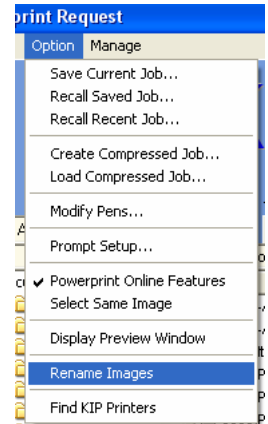 print Request
Option Manage
Save Current Job...
Recall Saved Job...
Recall Recent Job...
Create Compressed Job...
Load Compressed Job...
Modify Pens...
Prompt Setup...
✓ Powerprint Online Features
Select Same Image
Display Preview Window
Rename Images
Find KIP Printers